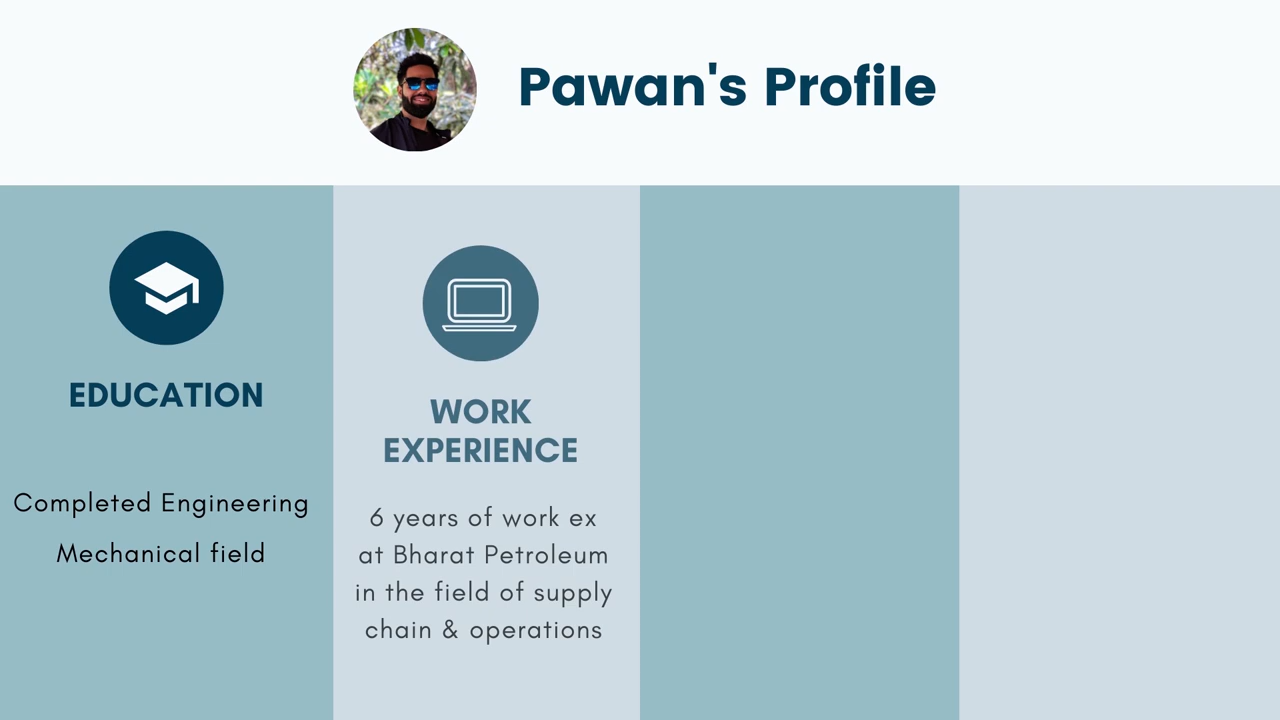 Pawan's Profile
EDUCATION
Completed Engineering
Mechanical field
WORK
EXPERIENCE
6 years of work ex
at Bharat Petroleum
in the field of supply
chain & operations